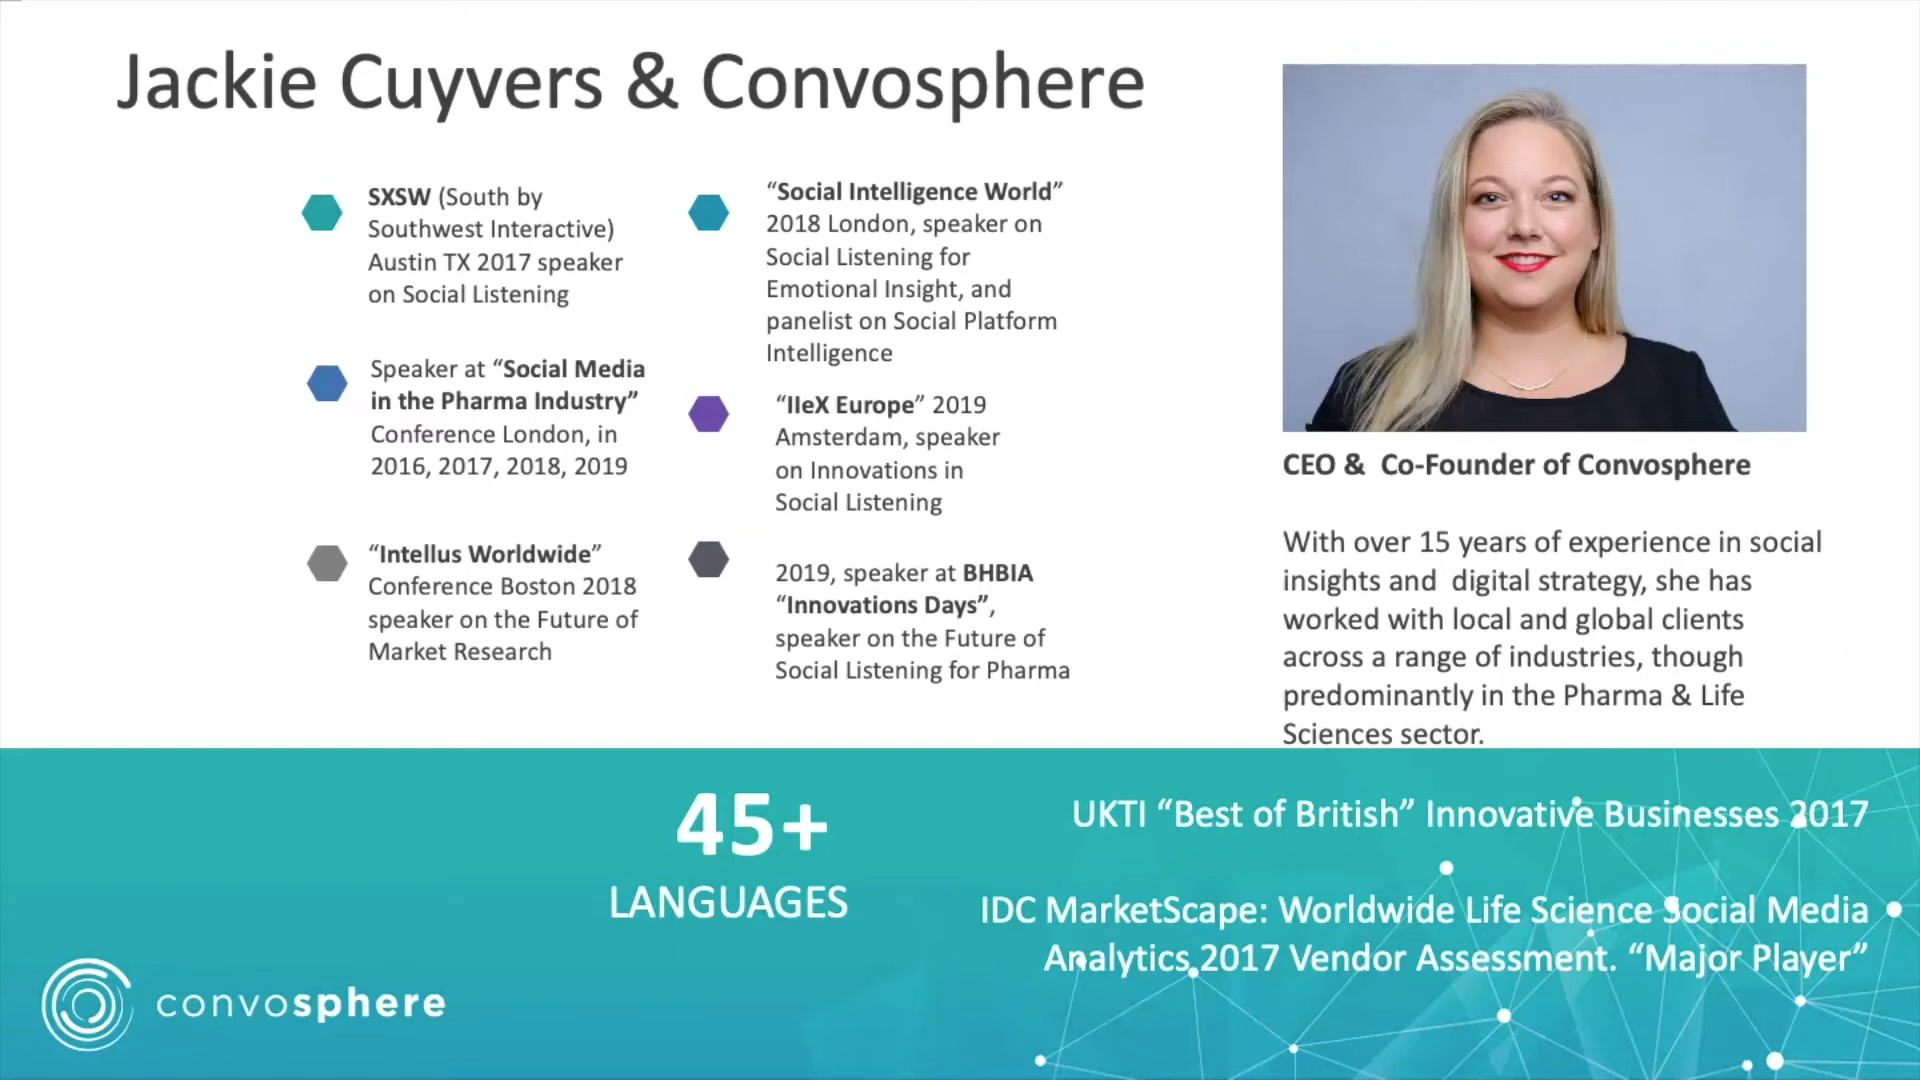 Jackie Cuyvers & Convosphere
SXSW (South by
Southwest Interactive)
Austin TX 2017 speaker
on Social Listening
Speaker at “Social Media
in the Pharma Industry”
Conference London, in
2016, 2017, 2018, 2019
“Intellus Worldwide”
Conference Boston 2018
speaker on the Future of
Market Research
“Social Intelligence World”
2018 London, speaker on
Social Listening for
Emotional Insight, and
panelist on Social Platform
Intelligence
“IIeX Europe” 2019
Amsterdam, speaker
on Innovations in
Social Listening
2019, speaker at BHBIA
“Innovations Days”,
speaker on the Future of
Social Listening for Pharma
CEO & Co-Founder of Convosphere
With over 15 years of experience in social
insights and digital strategy, she has
worked with local and global clients
across a range of industries, though
predominantly in the Pharma & Life
Sciences sector.
45+
LANGUAGES
UKTI “Best of British” Innovative Businesses 2017
IDC MarketScape: Worldwide Life Science Social Media
Analytics 2017 Vendor Assessment. “Major Player”
convosphere